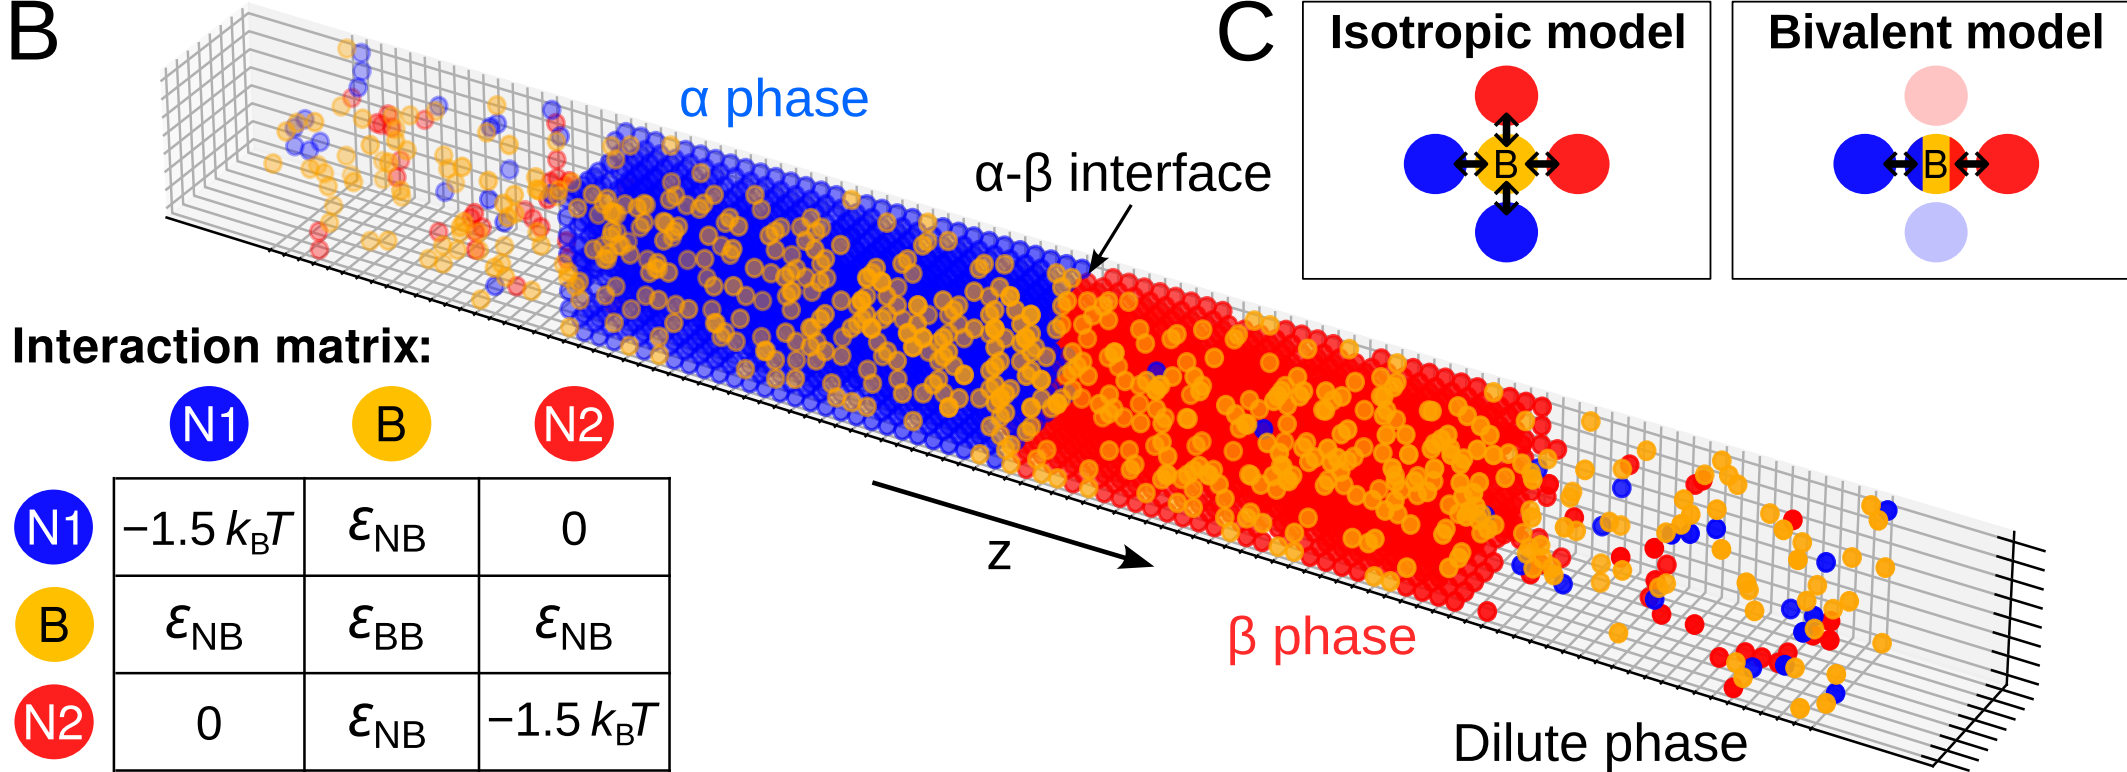 B
α phase
α-β interface
C
Isotropic model
B
Bivalent model
B
Interaction matrix:
N1 B N2
N1 −1.5 kBT εNB 0
B εNB εBB εNB
N2 0 εNB −1.5 kBT
z
β phase
Dilute phase